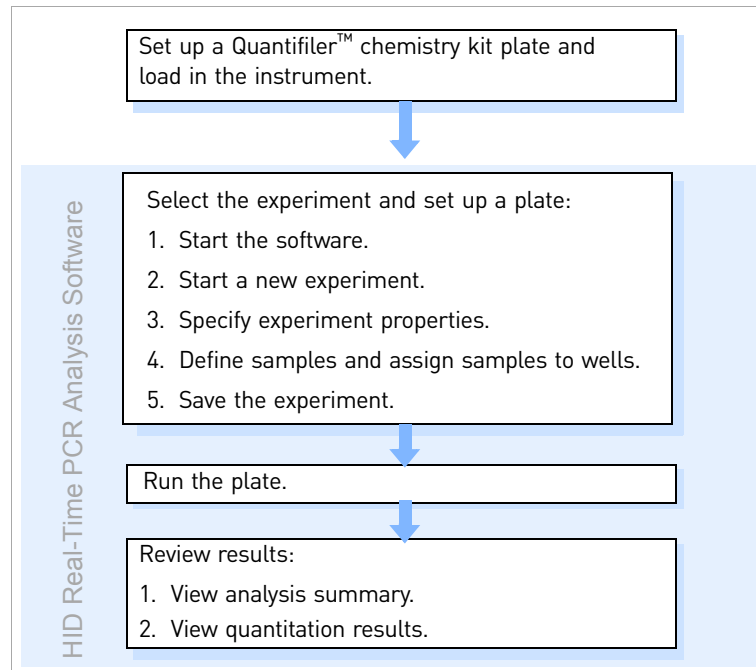 Set up a Quantifiler™ chemistry kit plate and
load in the instrument.
HID Real-Time PCR Analysis Software
Select the experiment and set up a plate:
1. Start the software.
2. Start a new experiment.
3. Specify experiment properties.
4. Define samples and assign samples to wells.
5. Save the experiment.
Run the plate.
Review results:
1. View analysis summary.
2. View quantitation results.